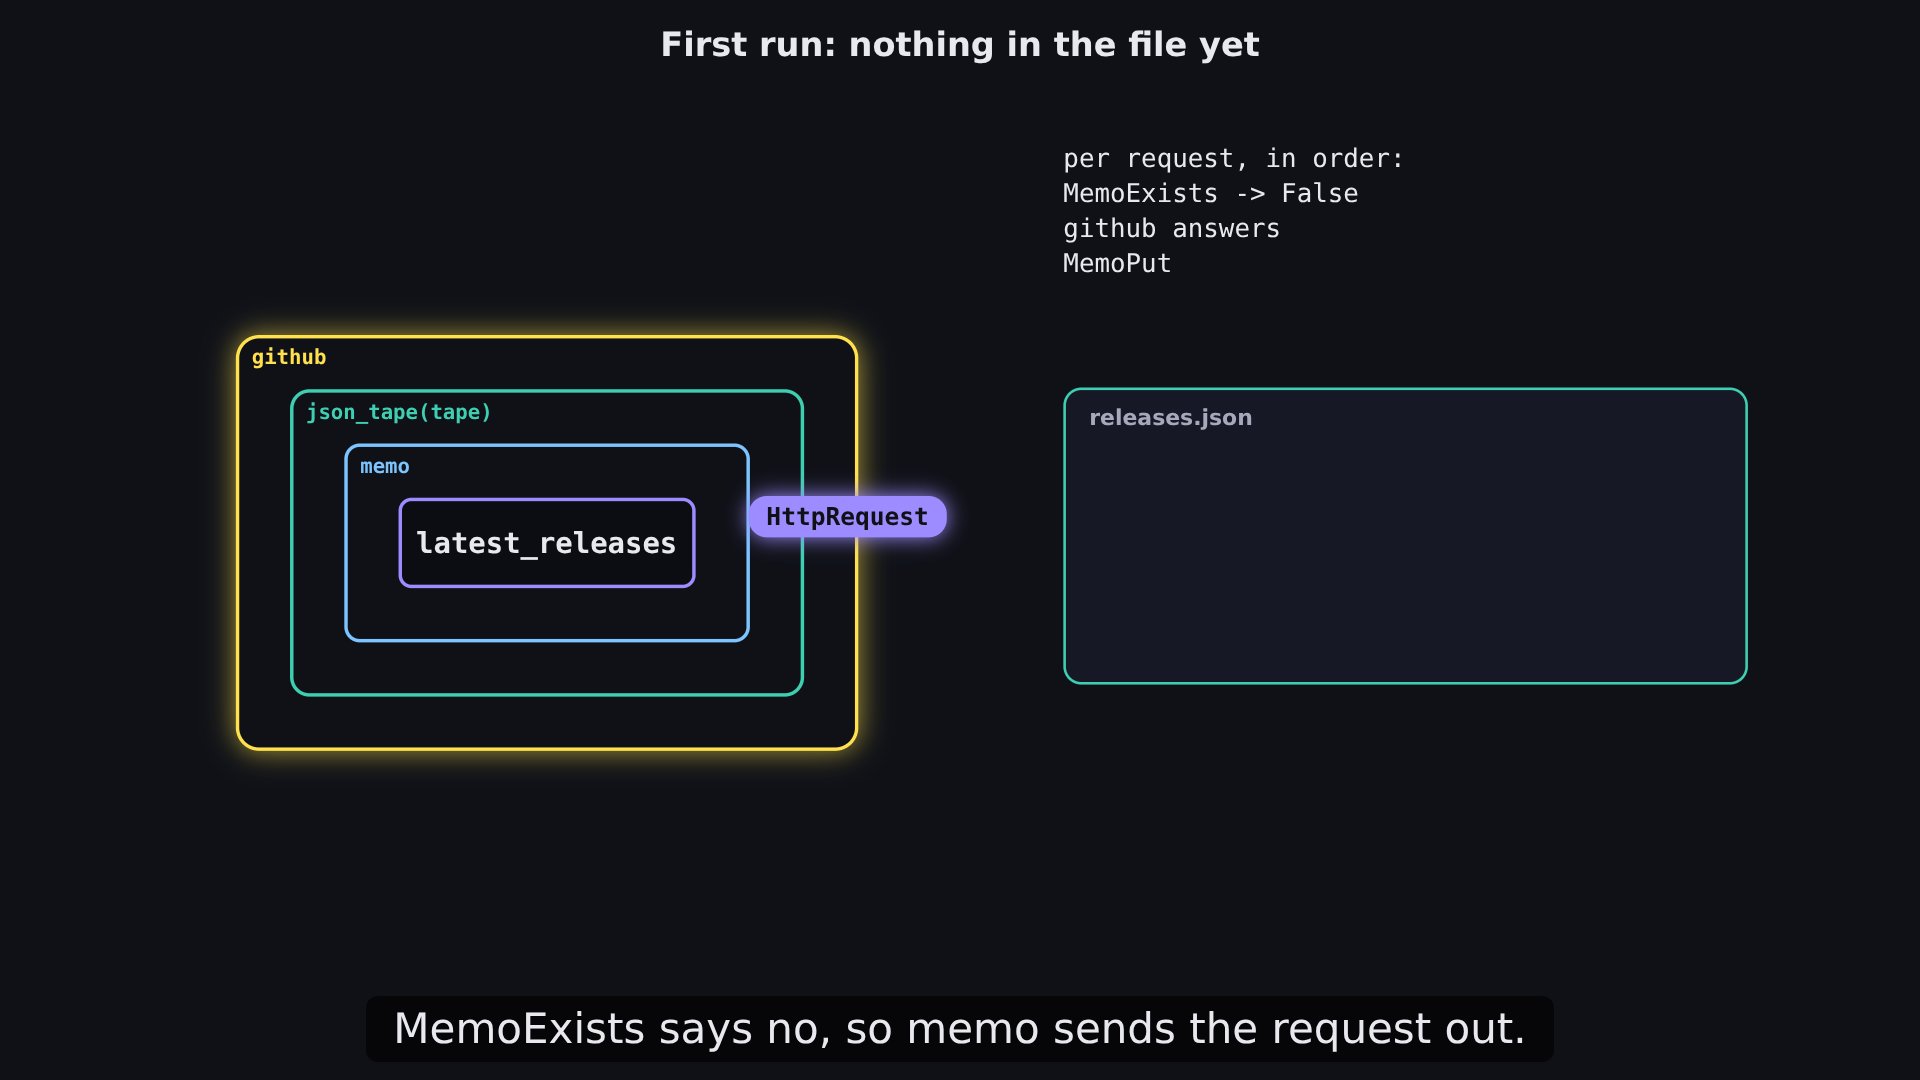 First run: nothing in the file yet
per request, in order:
MemoExists -> False
github answers
MemoPut
github
json_tape(tape)
memo
latest_releases
HttpRequest
releases.json
MemoExists says no, so memo sends the request out.